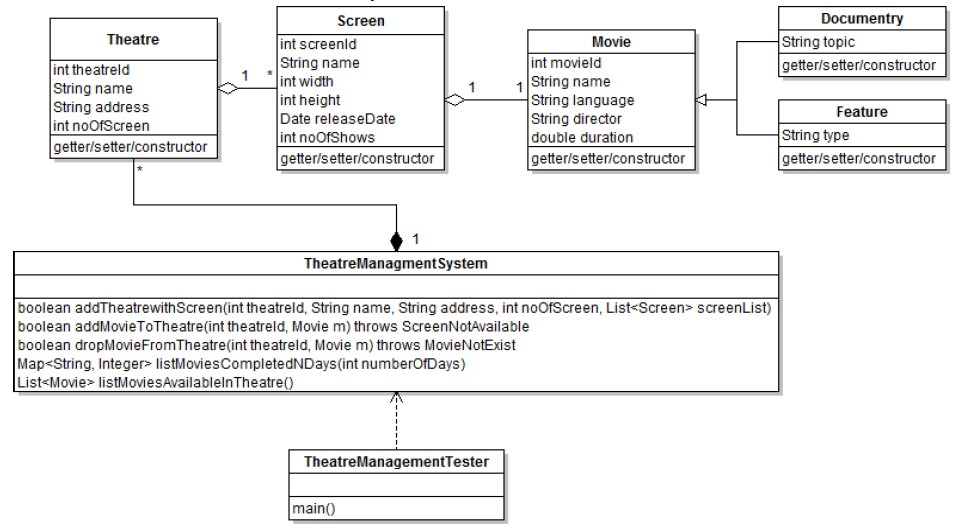 Theatre
int theatreId
String name
String address
int noOfScreen
getter/setter/constructor
1
*
Screen
int screenId
String name
int width
int height
Date releaseDate
int noOfShows
getter/setter/constructor
1
1
Movie
int movieId
String name
String language
String director
double duration
getter/setter/constructor
Documentry
String topic
getter/setter/constructor
Feature
String type
getter/setter/constructor
*
1
TheatreManagmentSystem
boolean addTheatrewithScreen(int theatreId, String name, String address, int noOfScreen, List<Screen> screenList)
boolean addMovieToTheatre(int theatreId, Movie m) throws ScreenNotAvailable
boolean dropMovieFromTheatre(int theatreId, Movie m) throws MovieNotExist
Map<String, Integer> listMoviesCompletedNDays(int numberOfDays)
List<Movie> listMoviesAvailableInTheatre()
TheatreManagementTester
main()